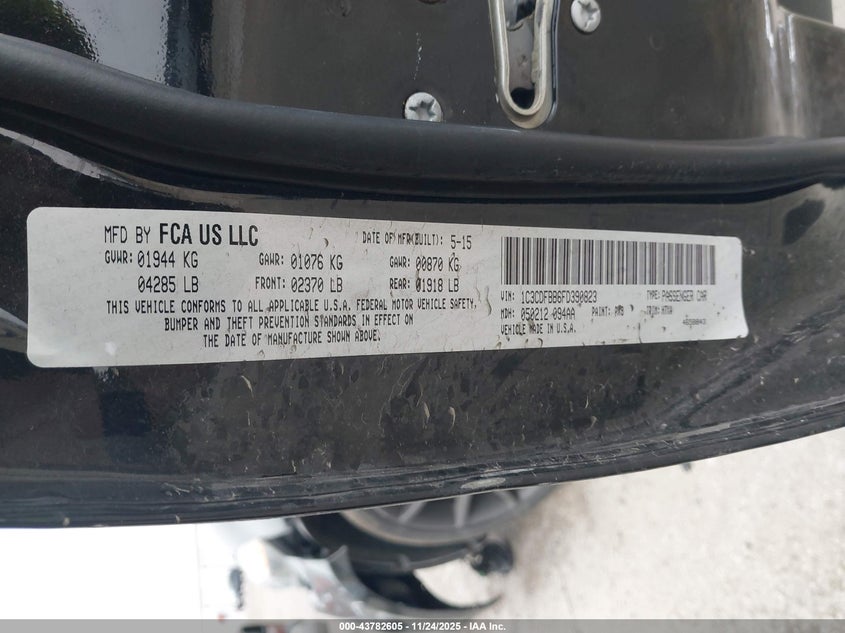 MFD BY FCA US LLC DATE OF MFR(BUILT): 5-15
GVWR: 01944 KG GAWR: 01076 KG GAWR: 00870 KG
04285 LB FRONT: 02370 LB REAR: 01918 LB
THIS VEHICLE CONFORMS TO ALL APPLICABLE U.S.A. FEDERAL MOTOR VEHICLE SAFETY,
BUMPER AND THEFT PREVENTION STANDARDS IN EFFECT ON
THE DATE OF MANUFACTURE SHOWN ABOVE.
VIN: 1C3CDFBB6FD390823 TYPE: PASSENGER CAR
MDH: 050212 094AA PAINT: TRIM:
VEHICLE MADE IN U.S.A.
000-43782605 - 11/24/2025 - IAA Inc.